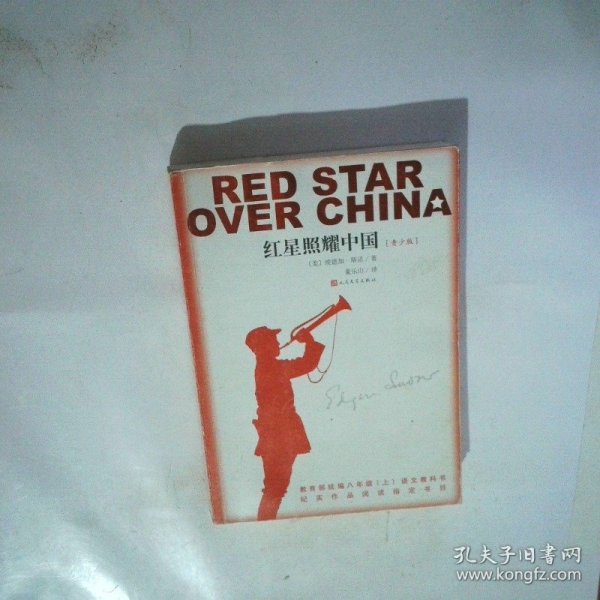 RED STAR
OVER CHINA
红星照耀中国 [青少版]
[美] 埃德加·斯诺/著
董乐山/译
人民文学出版社
Edgar Snow
教育部统编八年级(上)语文教科书
纪实作品阅读指定书目
孔夫子旧书网
www.kongfz.com